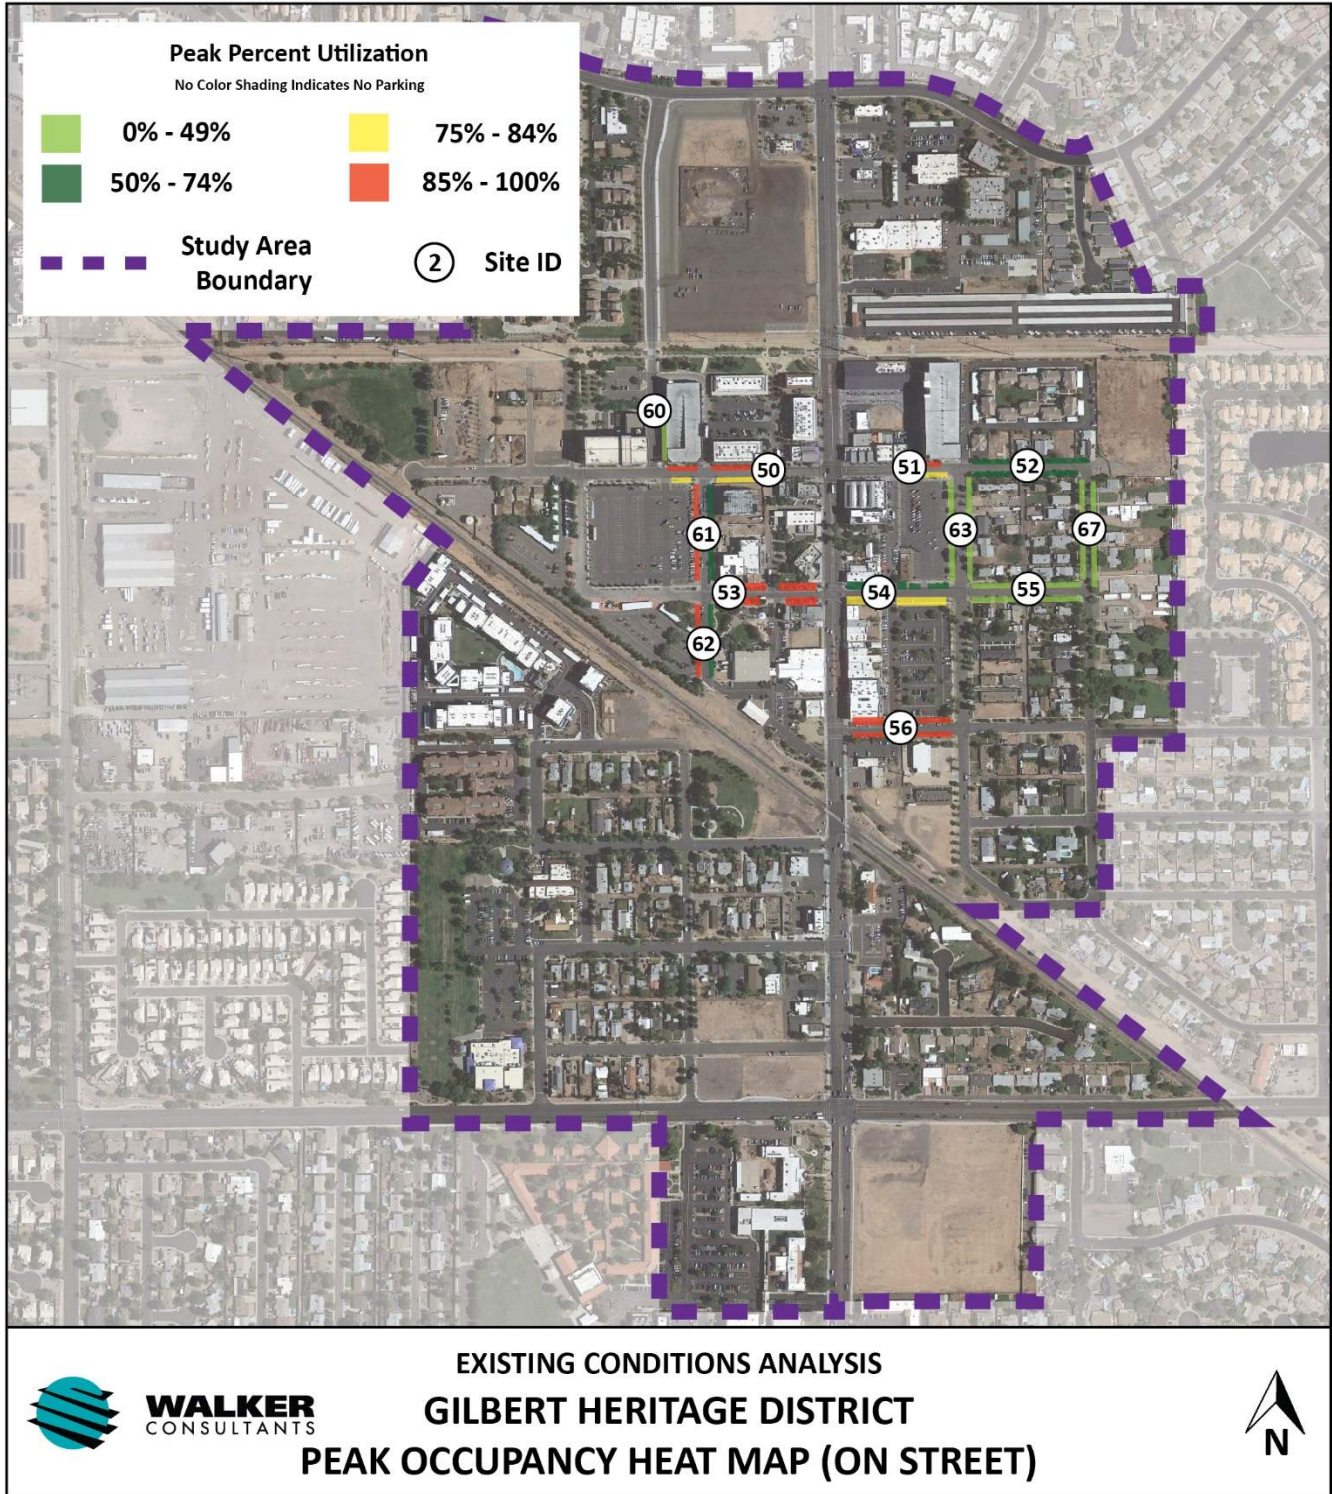 Peak Percent Utilization
No Color Shading Indicates No Parking
0% - 49%
75% - 84%
50% - 74%
85% - 100%
Study Area
Boundary
2
Site ID
60
50
51
52
61
63
67
53
54
55
62
56
WALKER
CONSULTANTS
EXISTING CONDITIONS ANALYSIS
GILBERT HERITAGE DISTRICT
PEAK OCCUPANCY HEAT MAP (ON STREET)
N